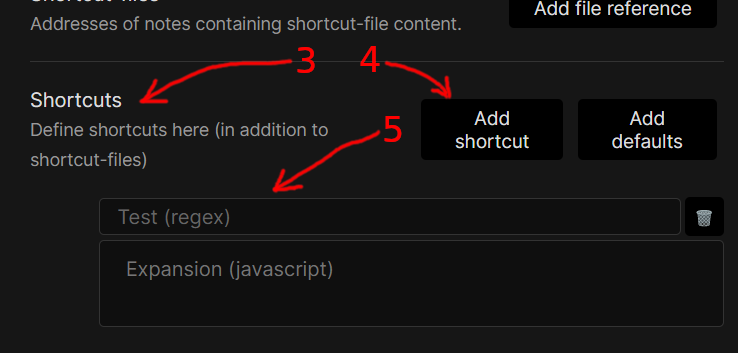 Shortcut-files
Addresses of notes containing shortcut-file content.
Add file reference
3
4
Shortcuts
Define shortcuts here (in addition to
shortcut-files)
Add
shortcut
Add
defaults
5
Test (regex)
Expansion (javascript)